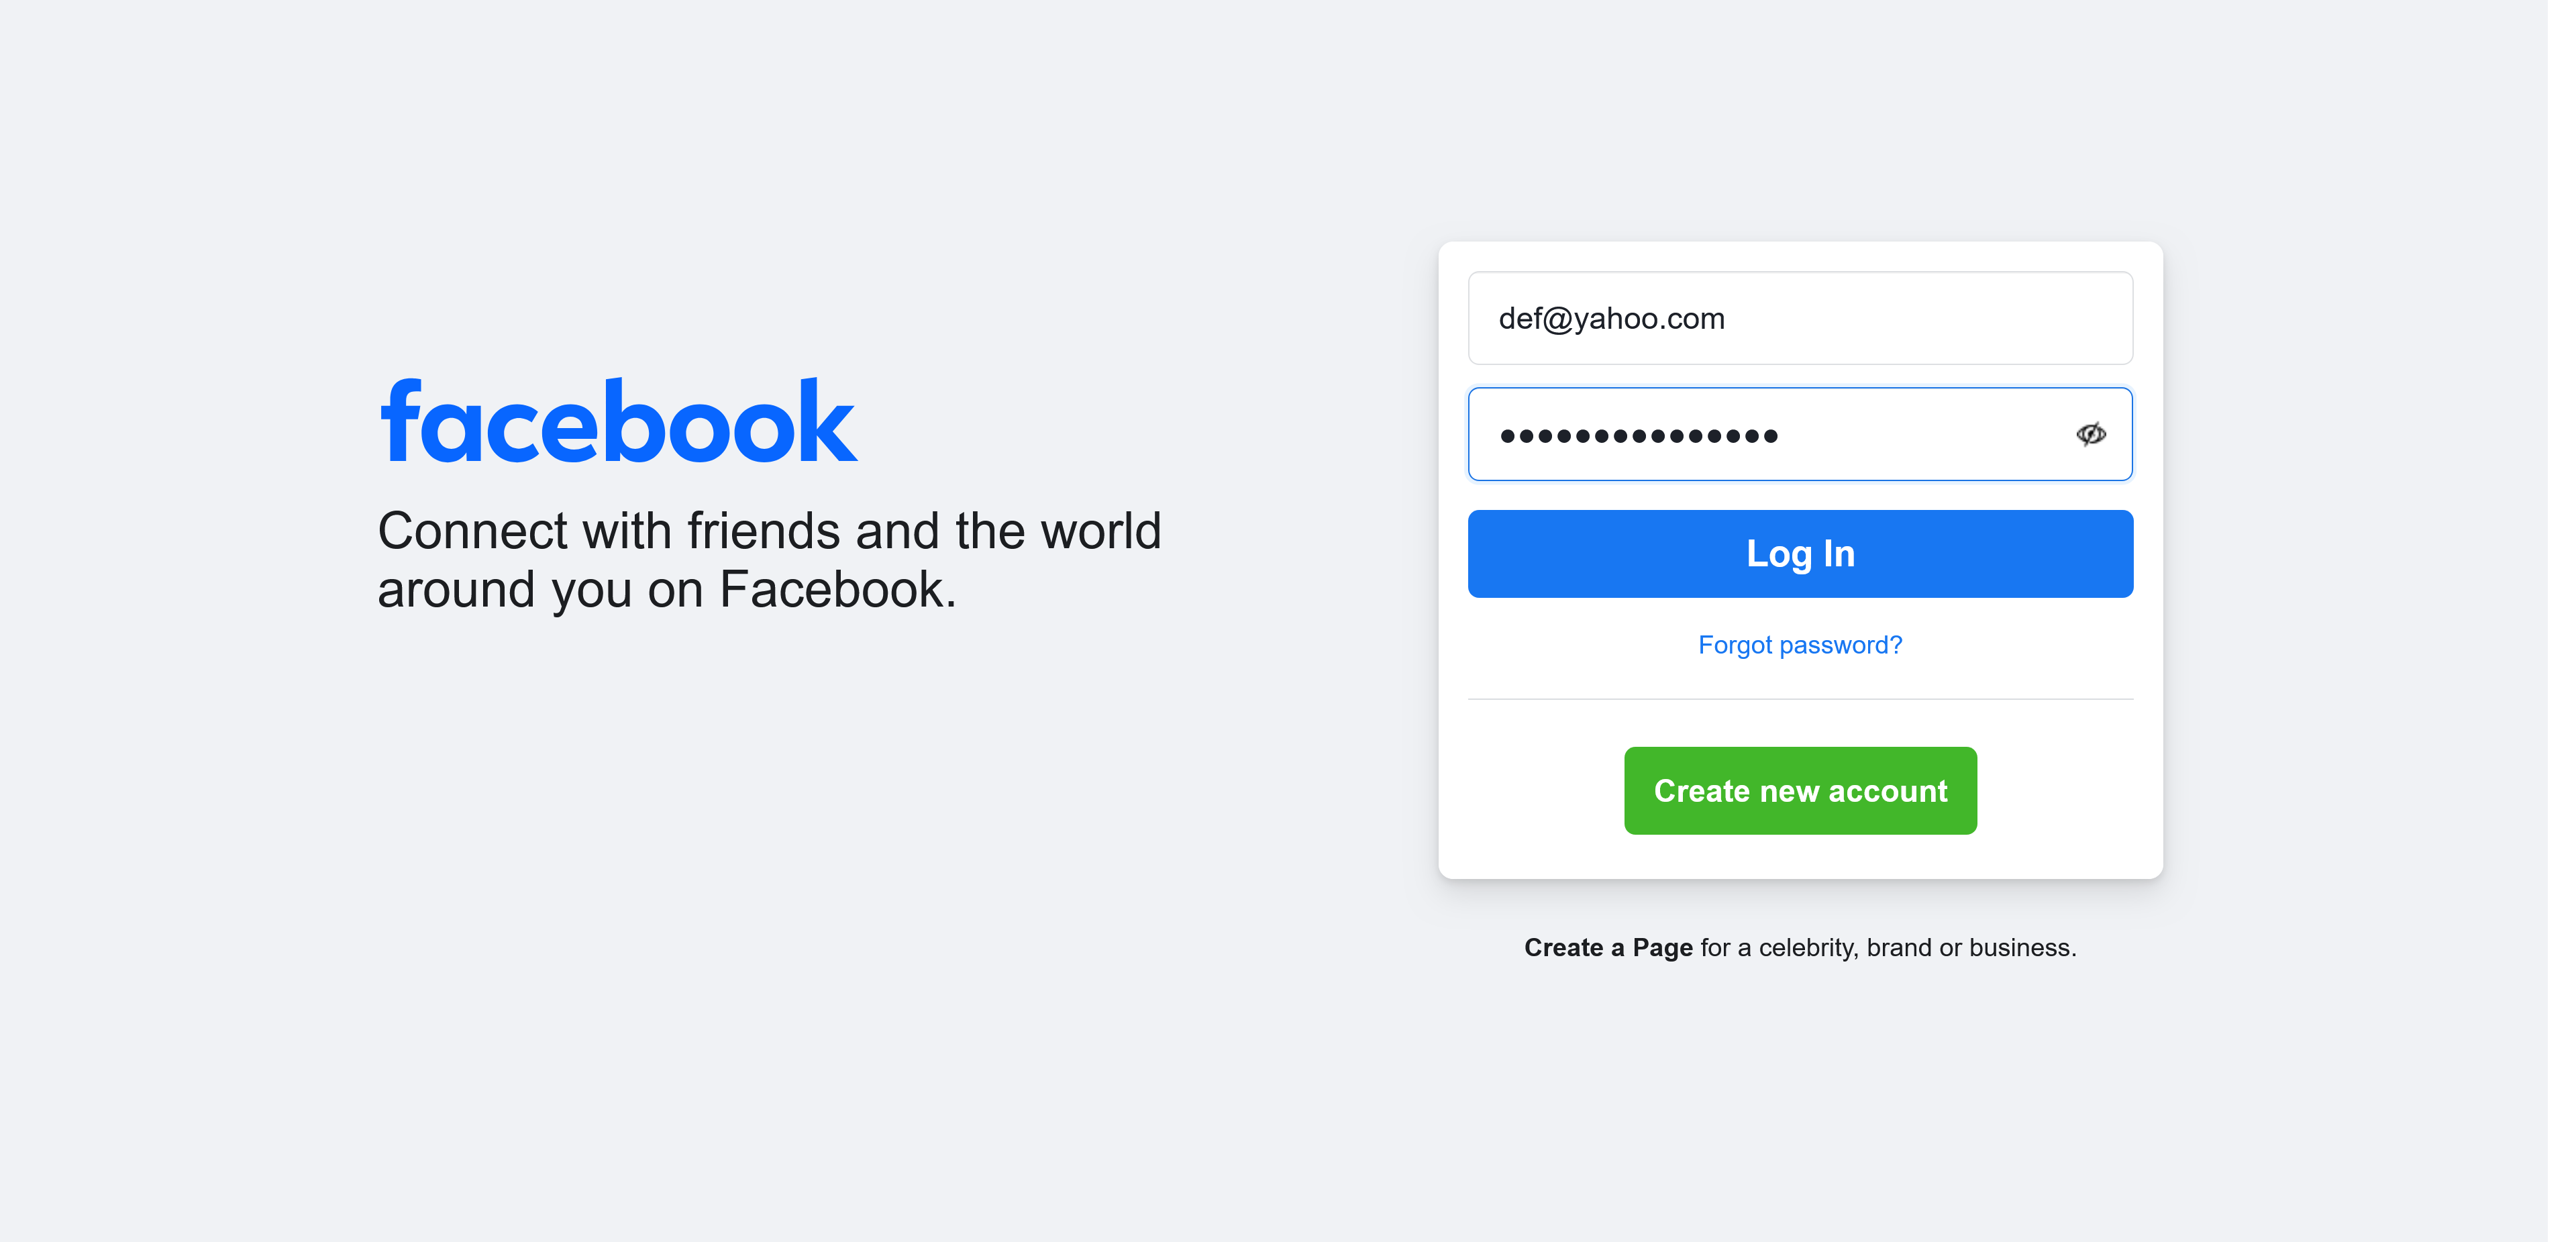 facebook
Connect with friends and the world
around you on Facebook.
def@yahoo.com
•••••••••••••••
Log In
Forgot password?
Create new account
Create a Page for a celebrity, brand or business.